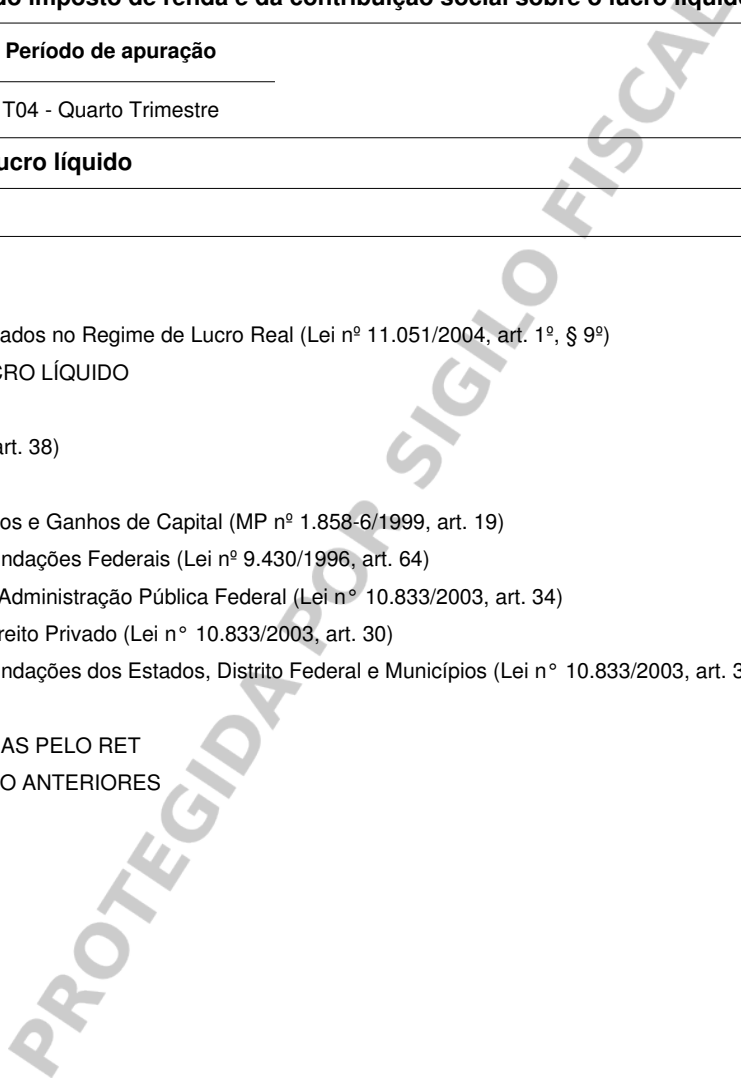 do imposto de renda e da contribuição social sobre o lucro líquido
Período de apuração
T04 - Quarto Trimestre
ucro líquido
ados no Regime de Lucro Real (Lei nº 11.051/2004, art. 1º, § 9º)
CRO LÍQUIDO
art. 38)
os e Ganhos de Capital (MP nº 1.858-6/1999, art. 19)
ndações Federais (Lei nº 9.430/1996, art. 64)
Administração Pública Federal (Lei n° 10.833/2003, art. 34)
reito Privado (Lei n° 10.833/2003, art. 30)
ndações dos Estados, Distrito Federal e Municípios (Lei n° 10.833/2003, art. 3
AS PELO RET
O ANTERIORES
PROTEGIDA POR SIGILO FISCAL